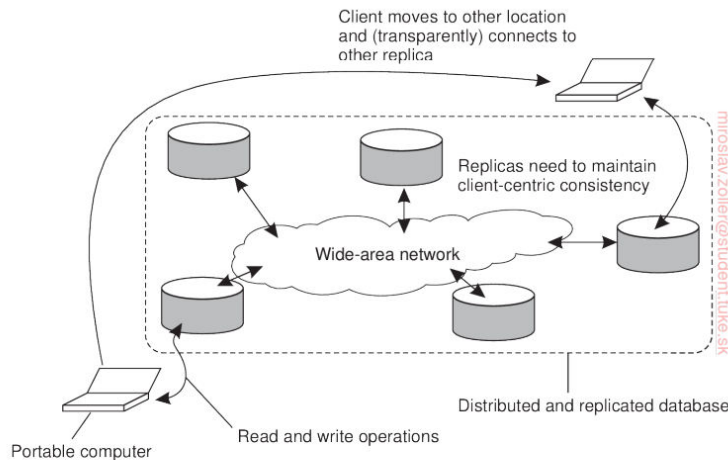 Client moves to other location
and (transparently) connects to
other replica
Replicas need to maintain
client-centric consistency
Wide-area network
Distributed and replicated database
Read and write operations
Portable computer
miroslav.zoller@student.tuke.sk